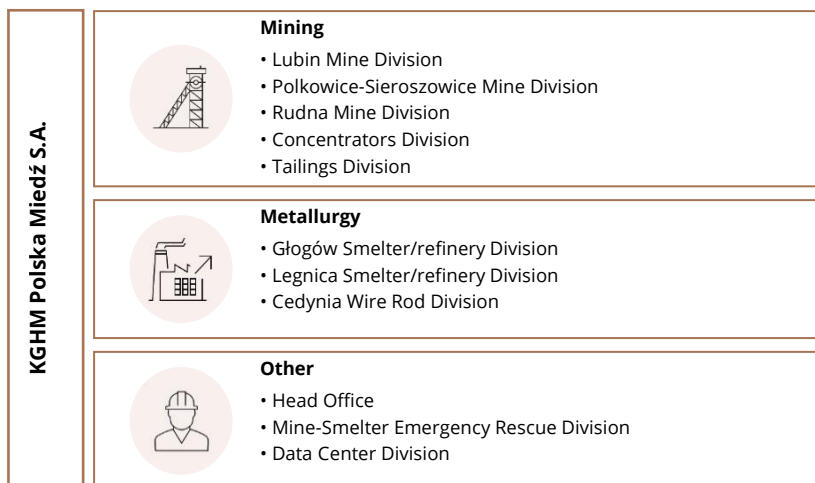 KGHM Polska Miedź S.A.
Mining
• Lubin Mine Division
• Polkowice-Sieroszowice Mine Division
• Rudna Mine Division
• Concentrators Division
• Tailings Division
Metallurgy
• Głogów Smelter/refinery Division
• Legnica Smelter/refinery Division
• Cedynia Wire Rod Division
Other
• Head Office
• Mine-Smelter Emergency Rescue Division
• Data Center Division